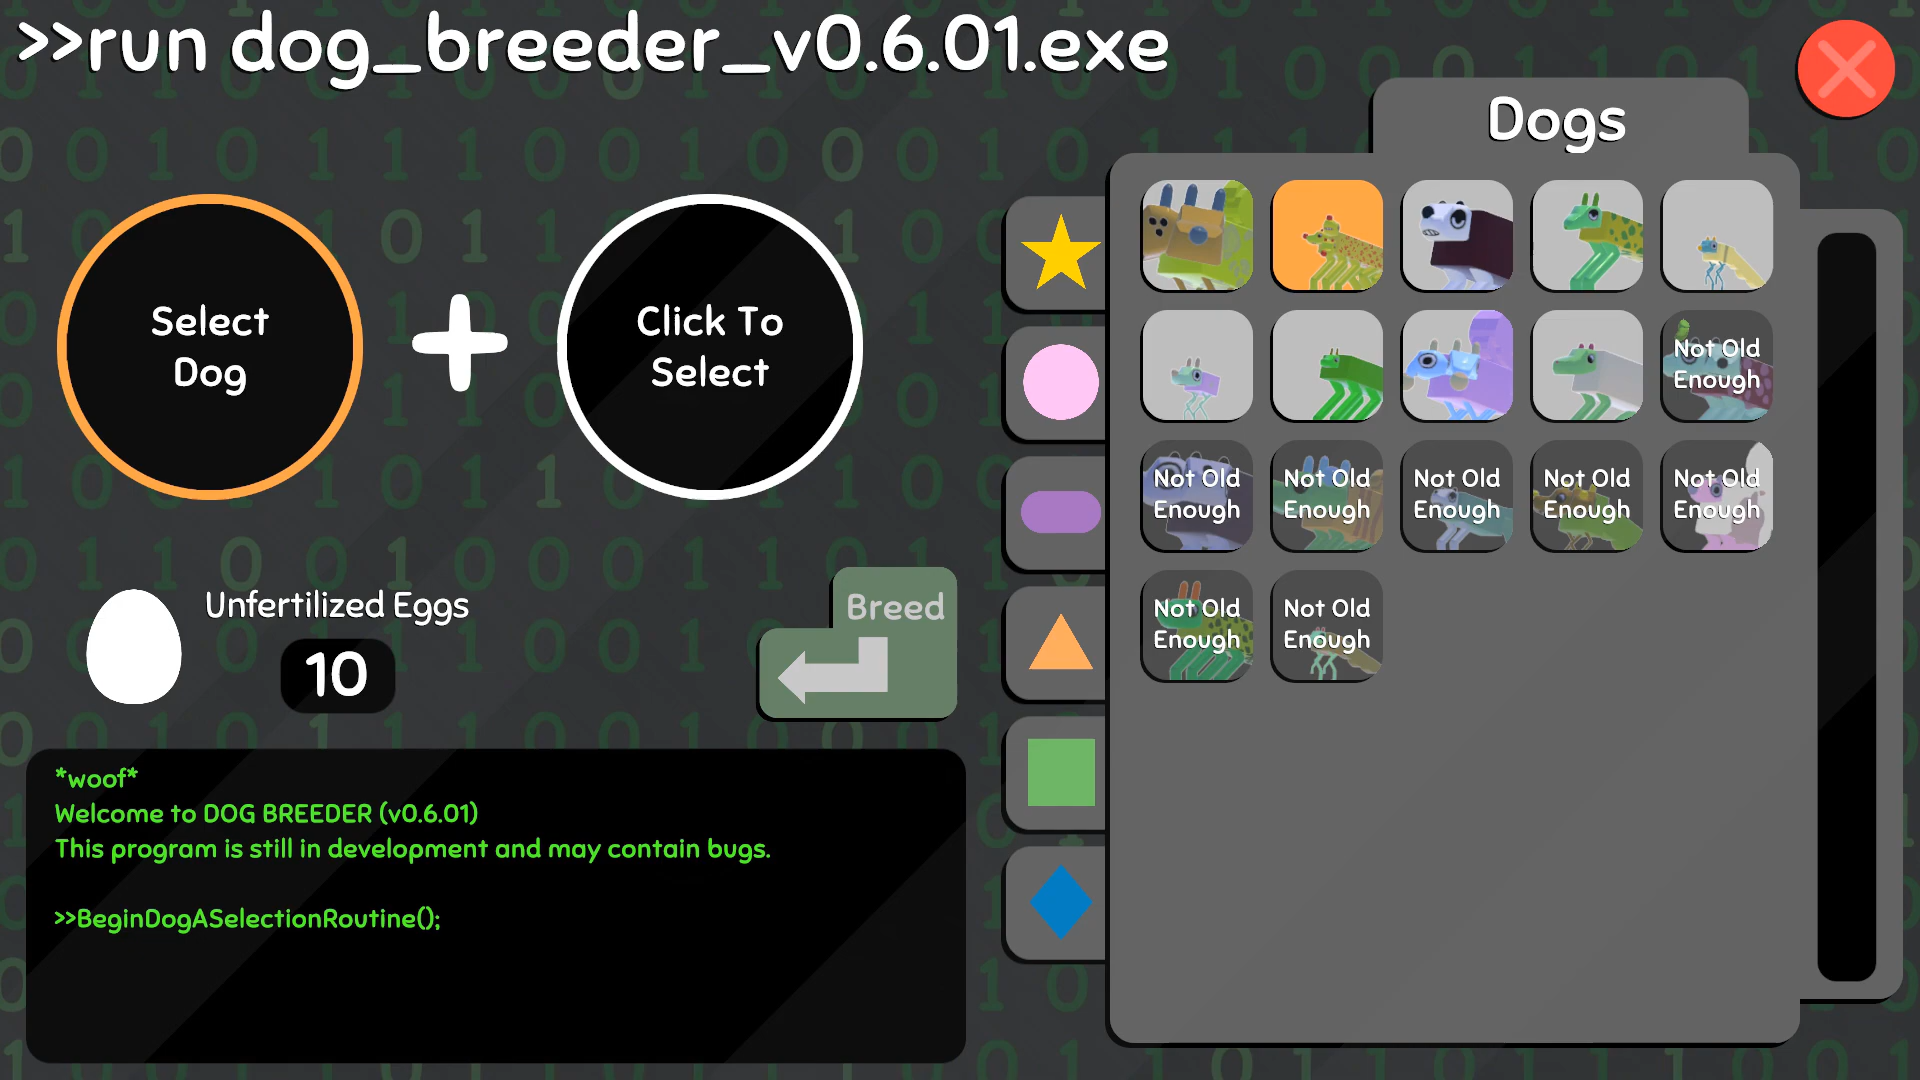 >>run dog_breeder_v0.6.01.exe
Dogs
Select
Dog
Click To
Select
Not Old
Enough
Not Old
Enough
Not Old
Enough
Not Old
Enough
Not Old
Enough
Not Old
Enough
Not Old
Enough
Not Old
Enough
Unfertilized Eggs
10
Breed
*woof*
Welcome to DOG BREEDER (v0.6.01)
This program is still in development and may contain bugs.
>>BeginDogASelectionRoutine();